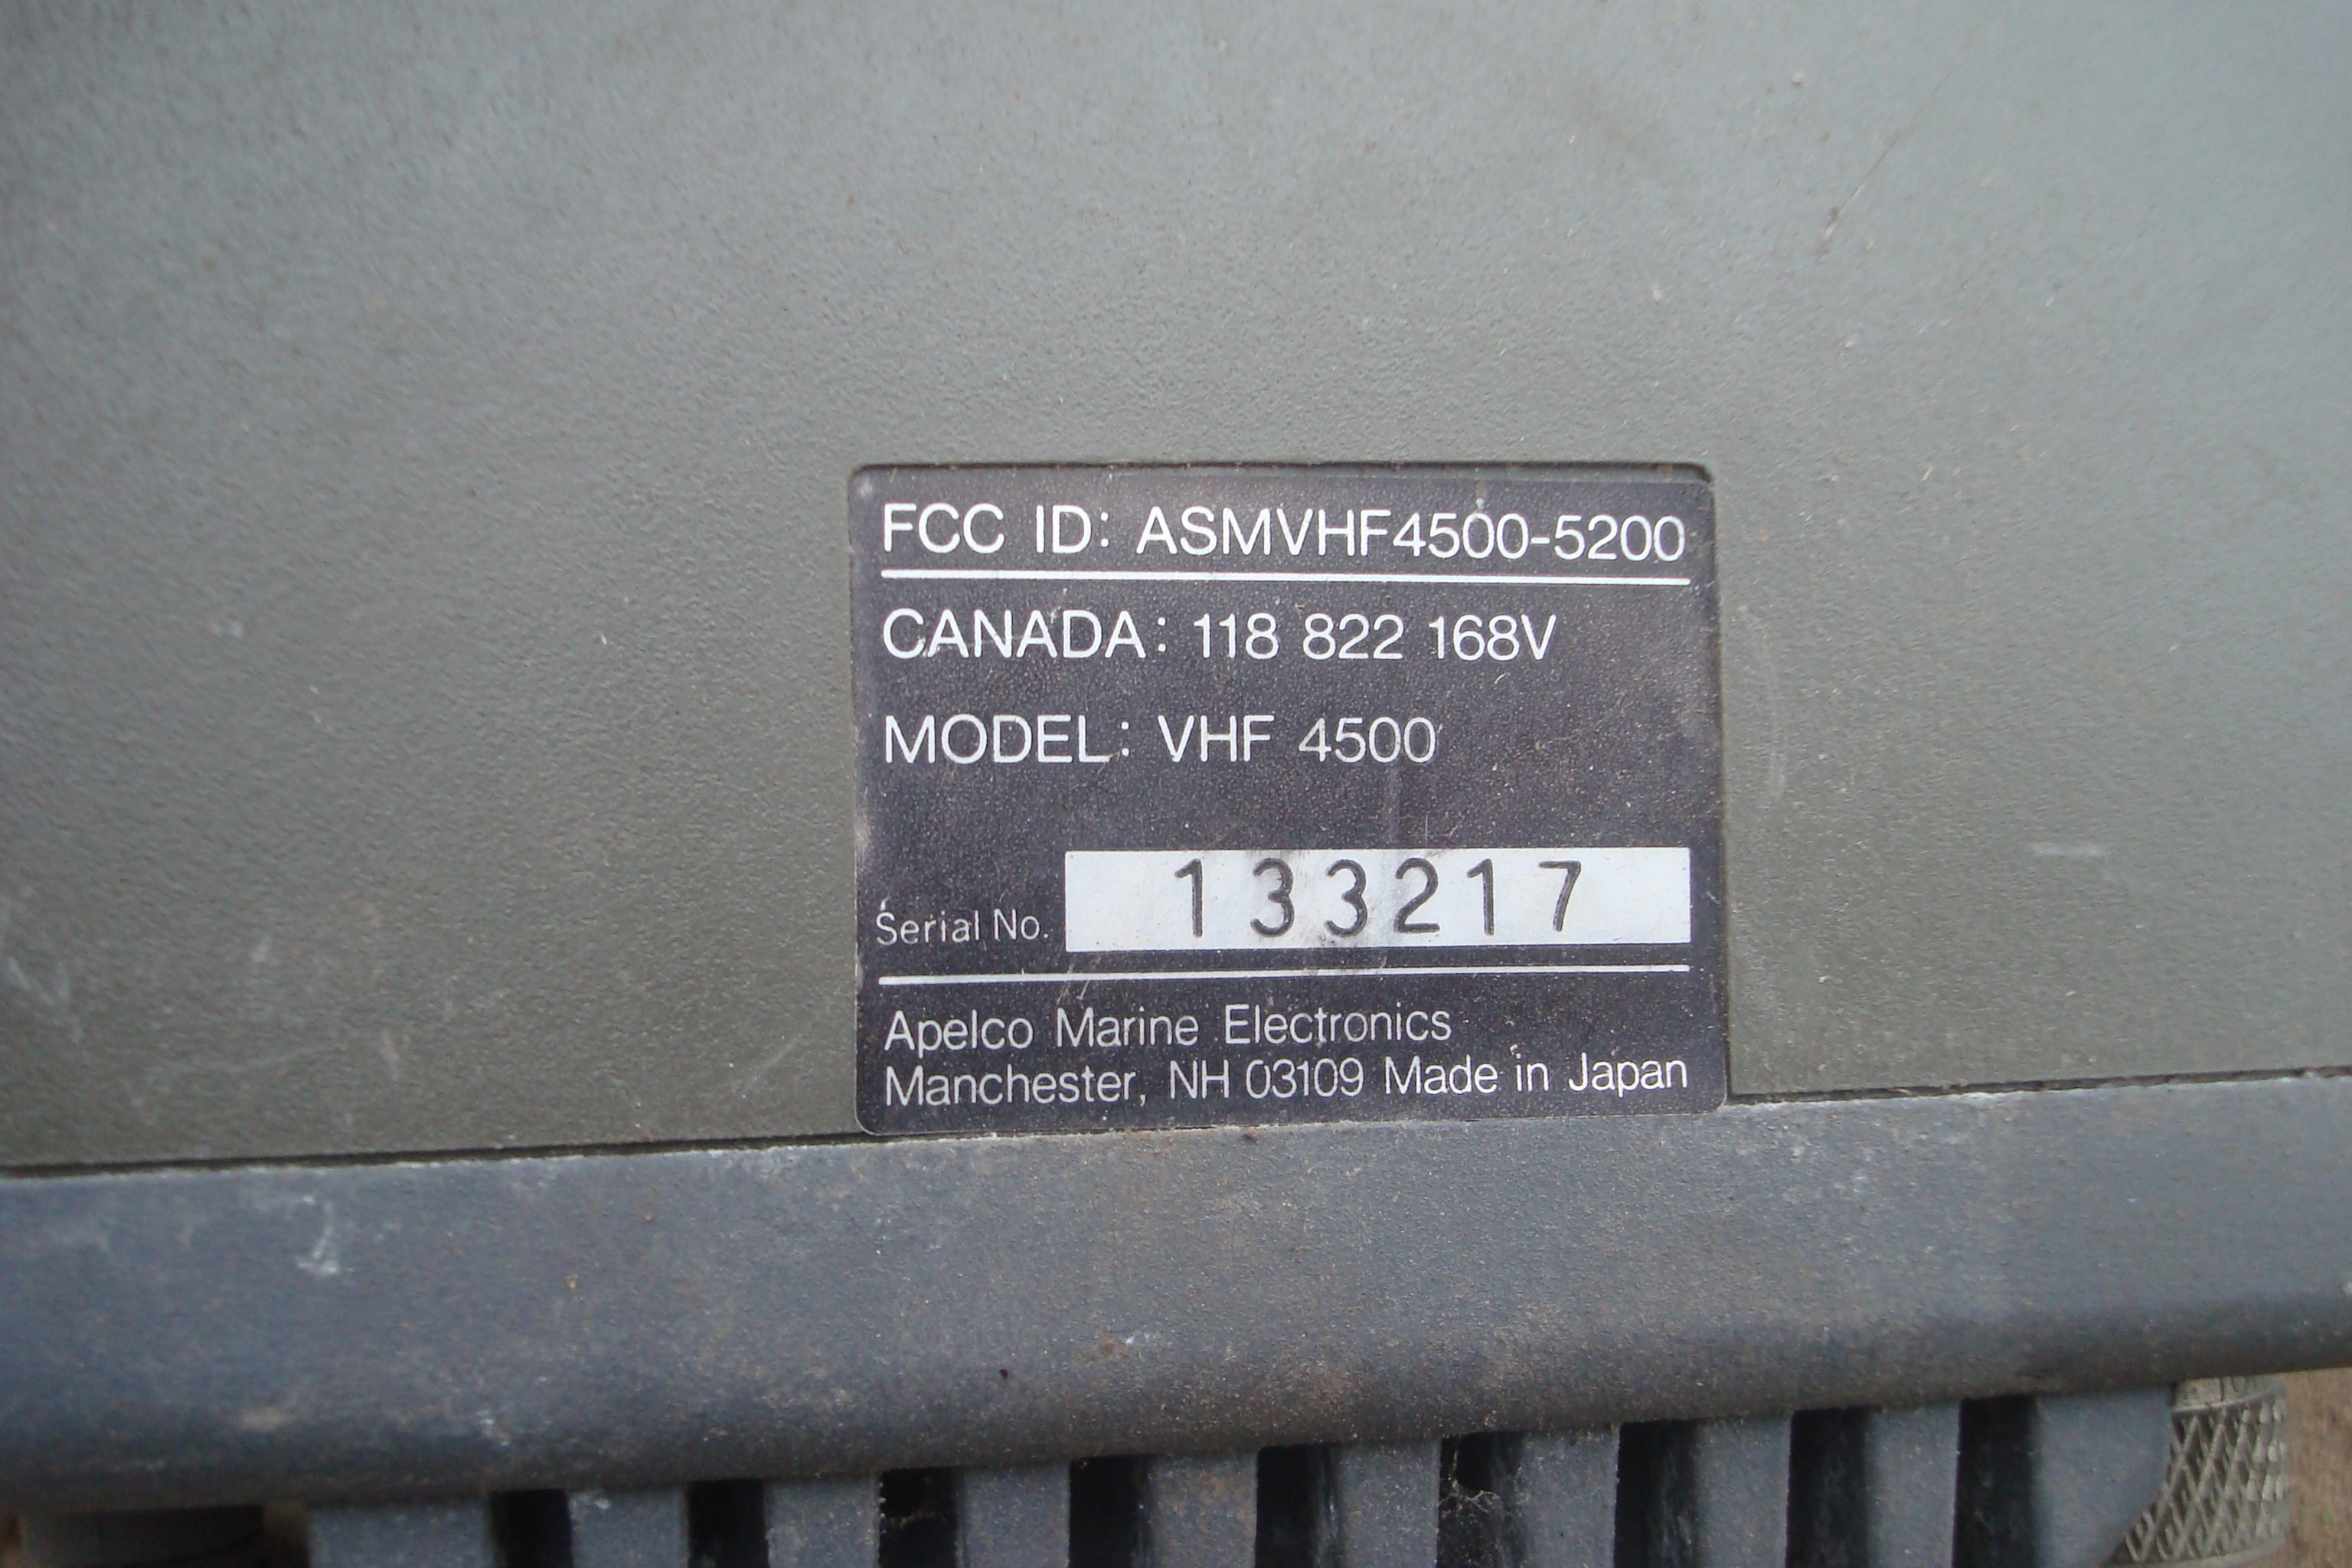 FCC ID: ASMVHF4500-5200
CANADA: 118 822 168V
MODEL: VHF 4500
Serial No. 133217
Apelco Marine Electronics
Manchester, NH 03109 Made in Japan